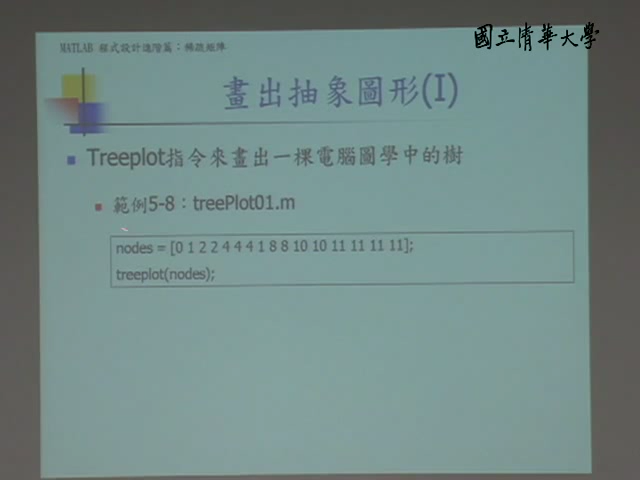 國立清華大學
MATLAB 程式設計進階篇：稀疏矩陣
畫出抽象圖形(I)
Treeplot指令來畫出一棵電腦圖學中的樹
範例5-8：treePlot01.m
nodes = [0 1 2 2 4 4 4 1 8 8 10 10 11 11 11 11];
treeplot(nodes);